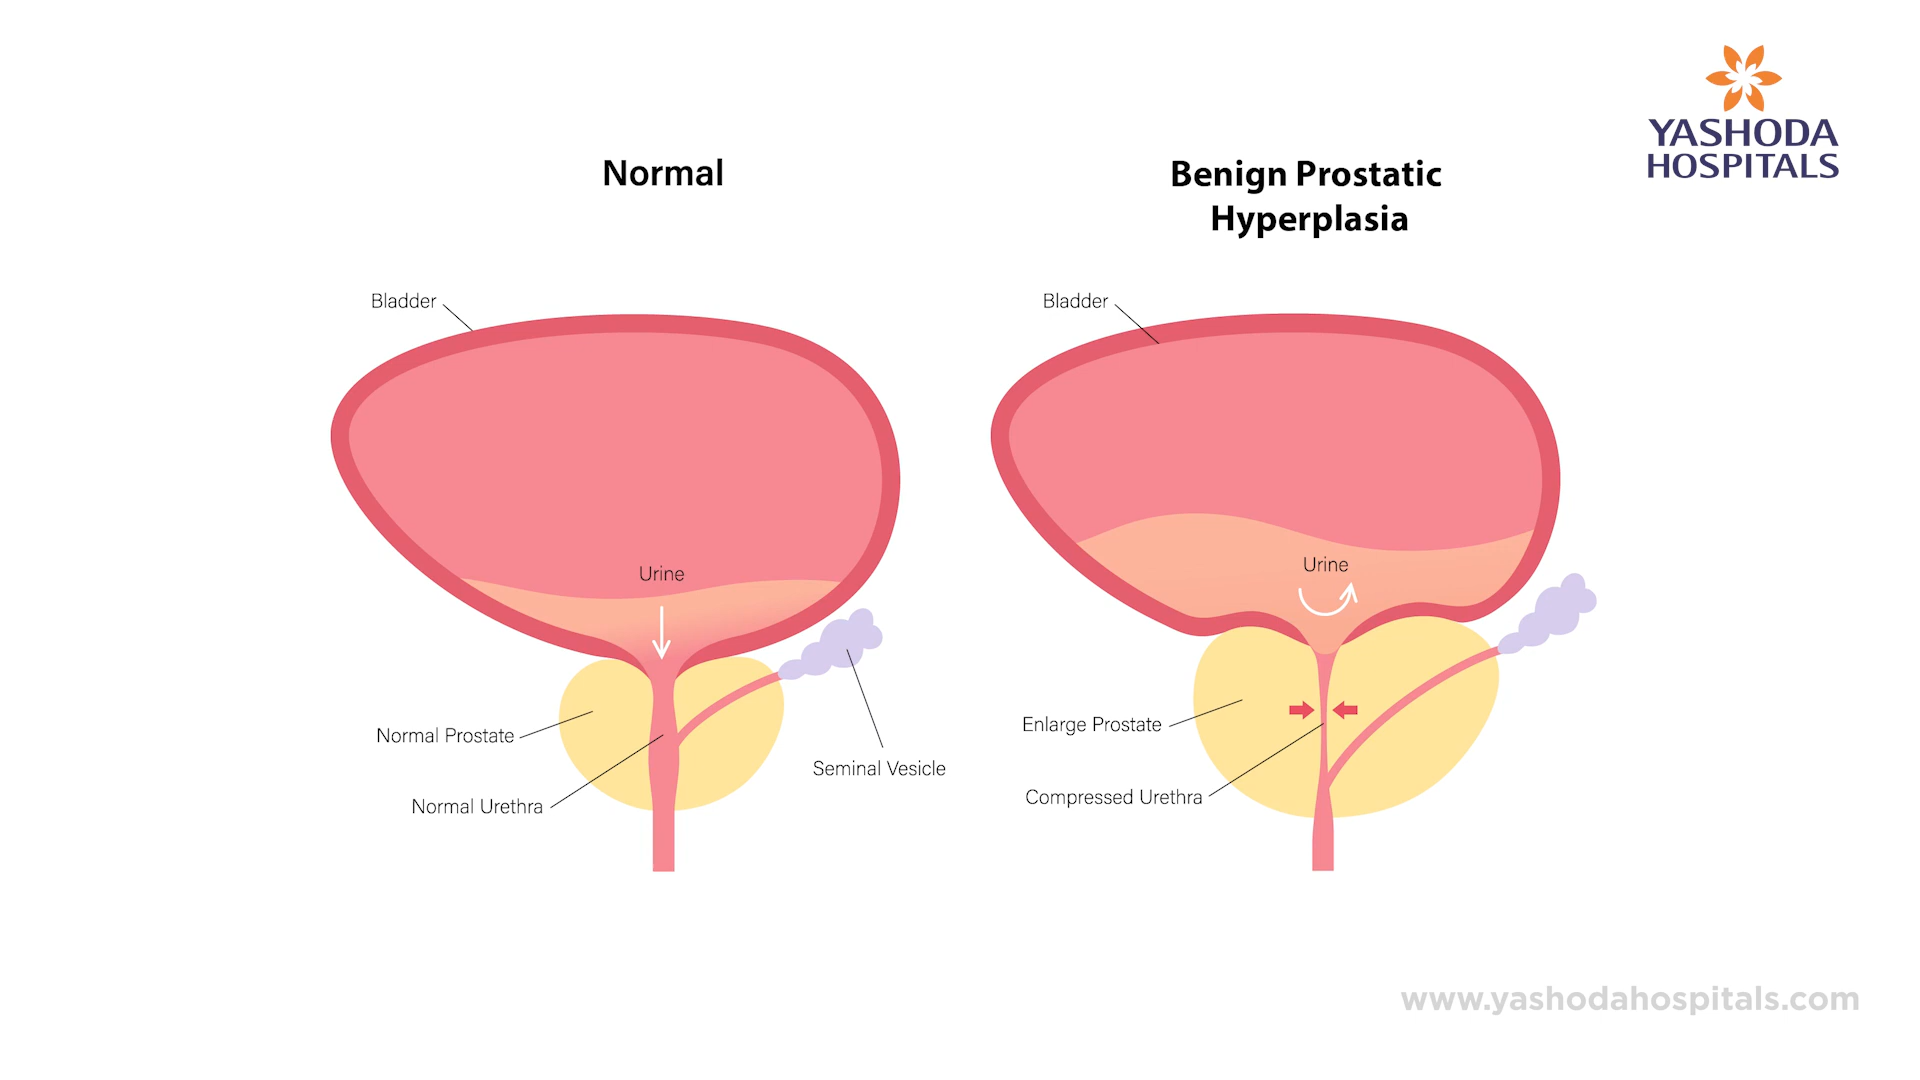 YASHODA
HOSPITALS
Normal
Benign Prostatic
Hyperplasia
Bladder
Urine
Normal Prostate
Normal Urethra
Seminal Vesicle
Bladder
Urine
Enlarge Prostate
Compressed Urethra
www.yashodahospitals.com